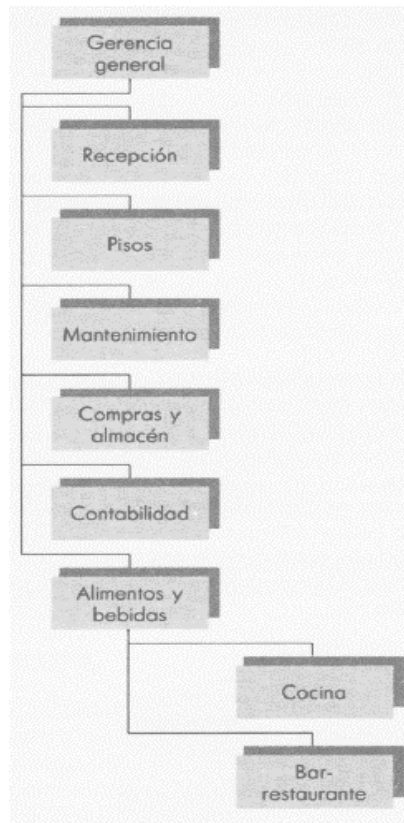 Gerencia
general
Recepción
Pisos
Mantenimiento
Compras y
almacén
Contabilidad
Alimentos y
bebidas
Cocina
Bar-
restaurante